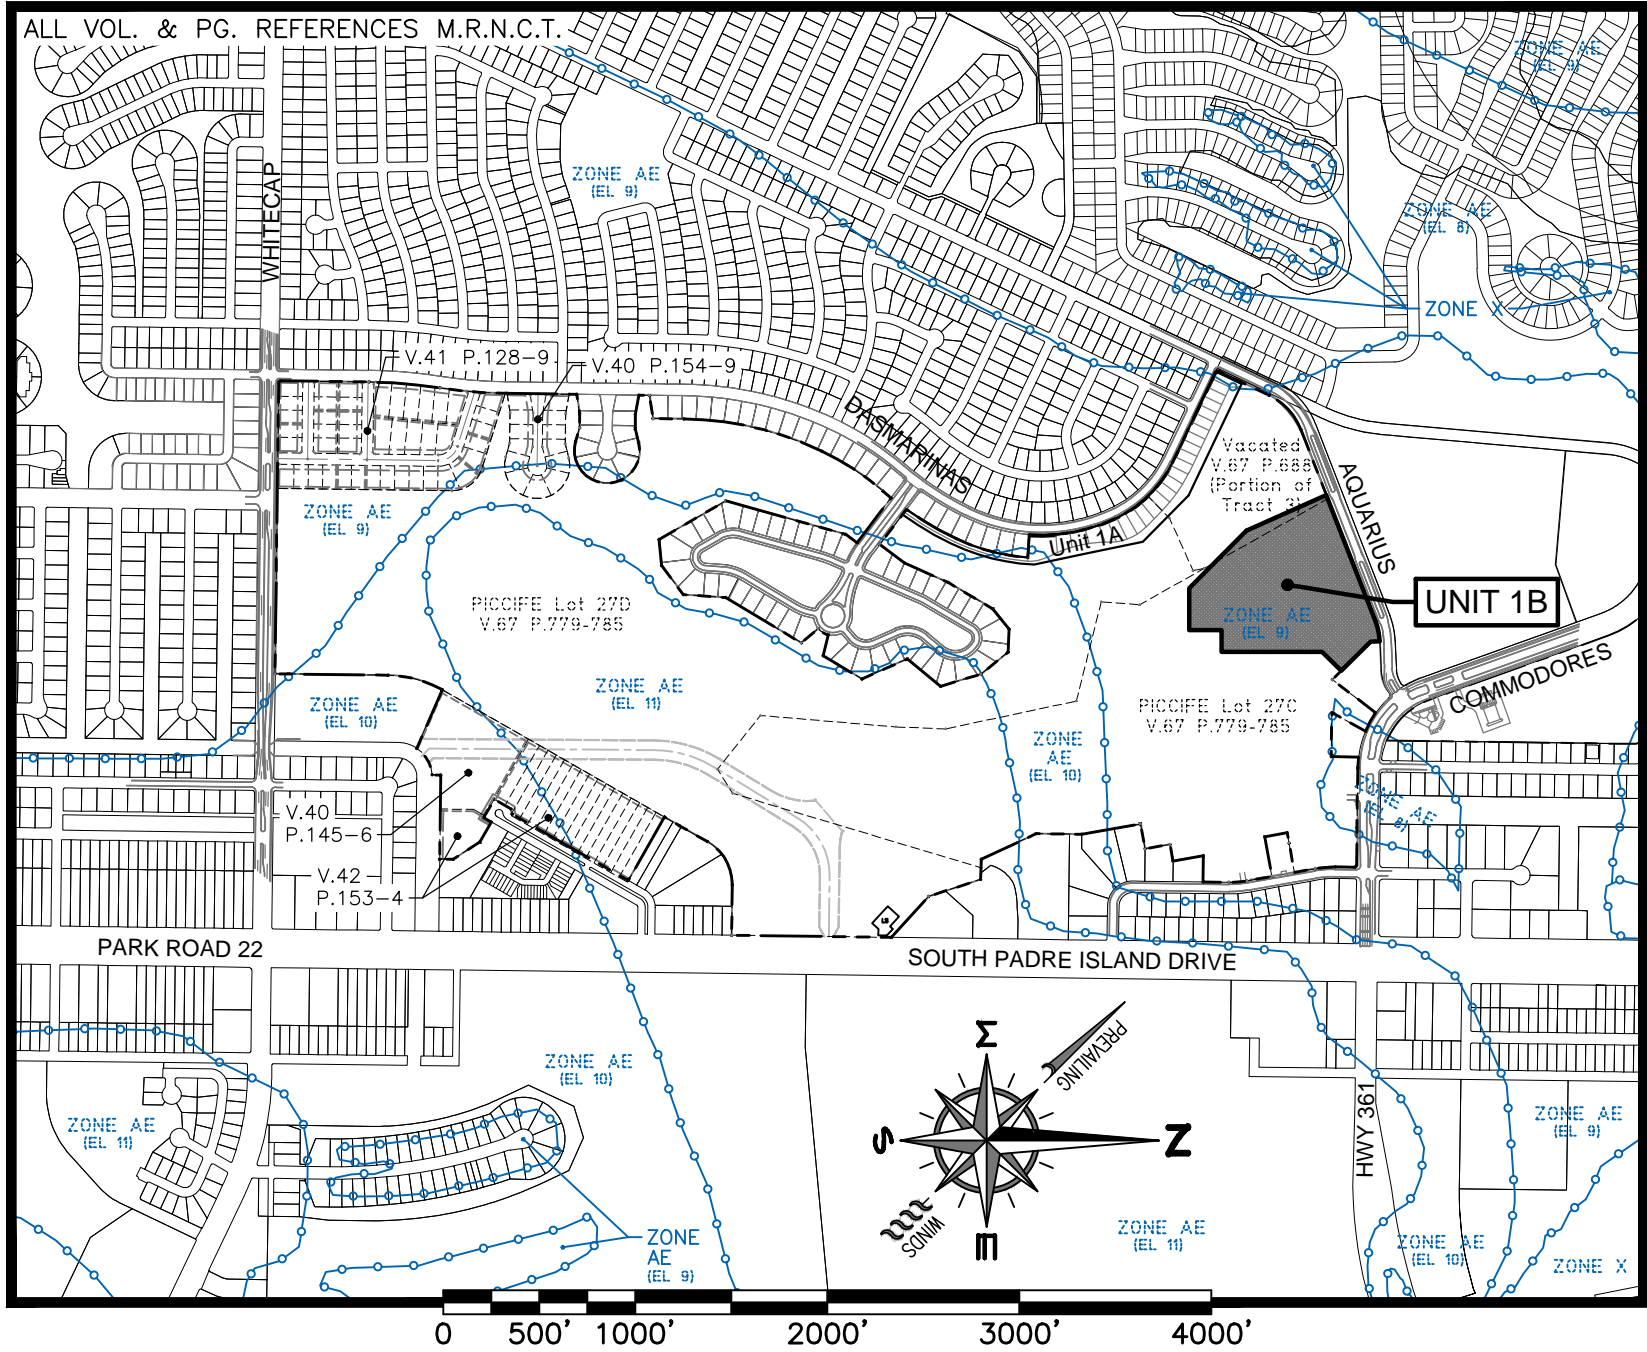 ALL VOL. & PG. REFERENCES M.R.N.C.T.
ZONE AE
(EL 9)
WHITECAP
ZONE AE
(EL 9)
ZONE AE
(EL 8)
ZONE X
V.41 P.128-9
V.40 P.154-9
DASMARINAS
Vacated
V.67 P.688
(Portion of
Tract 3)
AQUARIUS
ZONE AE
(EL 9)
Unit 1A
UNIT 1B
ZONE AE
(EL 9)
PICCIFE Lot 27D
V.67 P.779-785
COMMODORES
ZONE AE
(EL 10)
ZONE AE
(EL 11)
PICCIFE Lot 27C
V.67 P.779-785
ZONE
AE
(EL 10)
ZONE AE
(EL 8)
V.40
P.145-6
V.42
P.153-4
LS
PARK ROAD 22
SOUTH PADRE ISLAND DRIVE
PREVAILING
WINDS
N
S
E
Σ
HWY 361
ZONE AE
(EL 10)
ZONE AE
(EL 11)
ZONE AE
(EL 9)
ZONE
AE
(EL 9)
ZONE AE
(EL 11)
ZONE AE
(EL 10)
ZONE X
0 500' 1000' 2000' 3000' 4000'